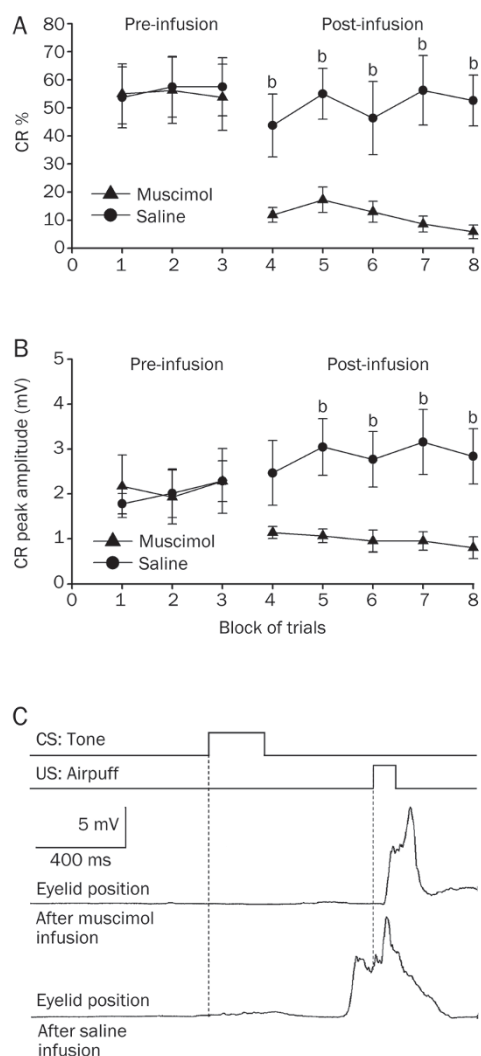 A
Pre-infusion
Post-infusion
80
70
60
50
40
30
20
10
0
CR %
b b b b b
Muscimol
Saline
0 1 2 3 4 5 6 7 8
B
Pre-infusion
Post-infusion
5
4
3
2
1
0
CR peak amplitude (mV)
b b b b
Muscimol
Saline
0 1 2 3 4 5 6 7 8
Block of trials
C
CS: Tone
US: Airpuff
5 mV
400 ms
Eyelid position
After muscimol
infusion
Eyelid position
After saline
infusion